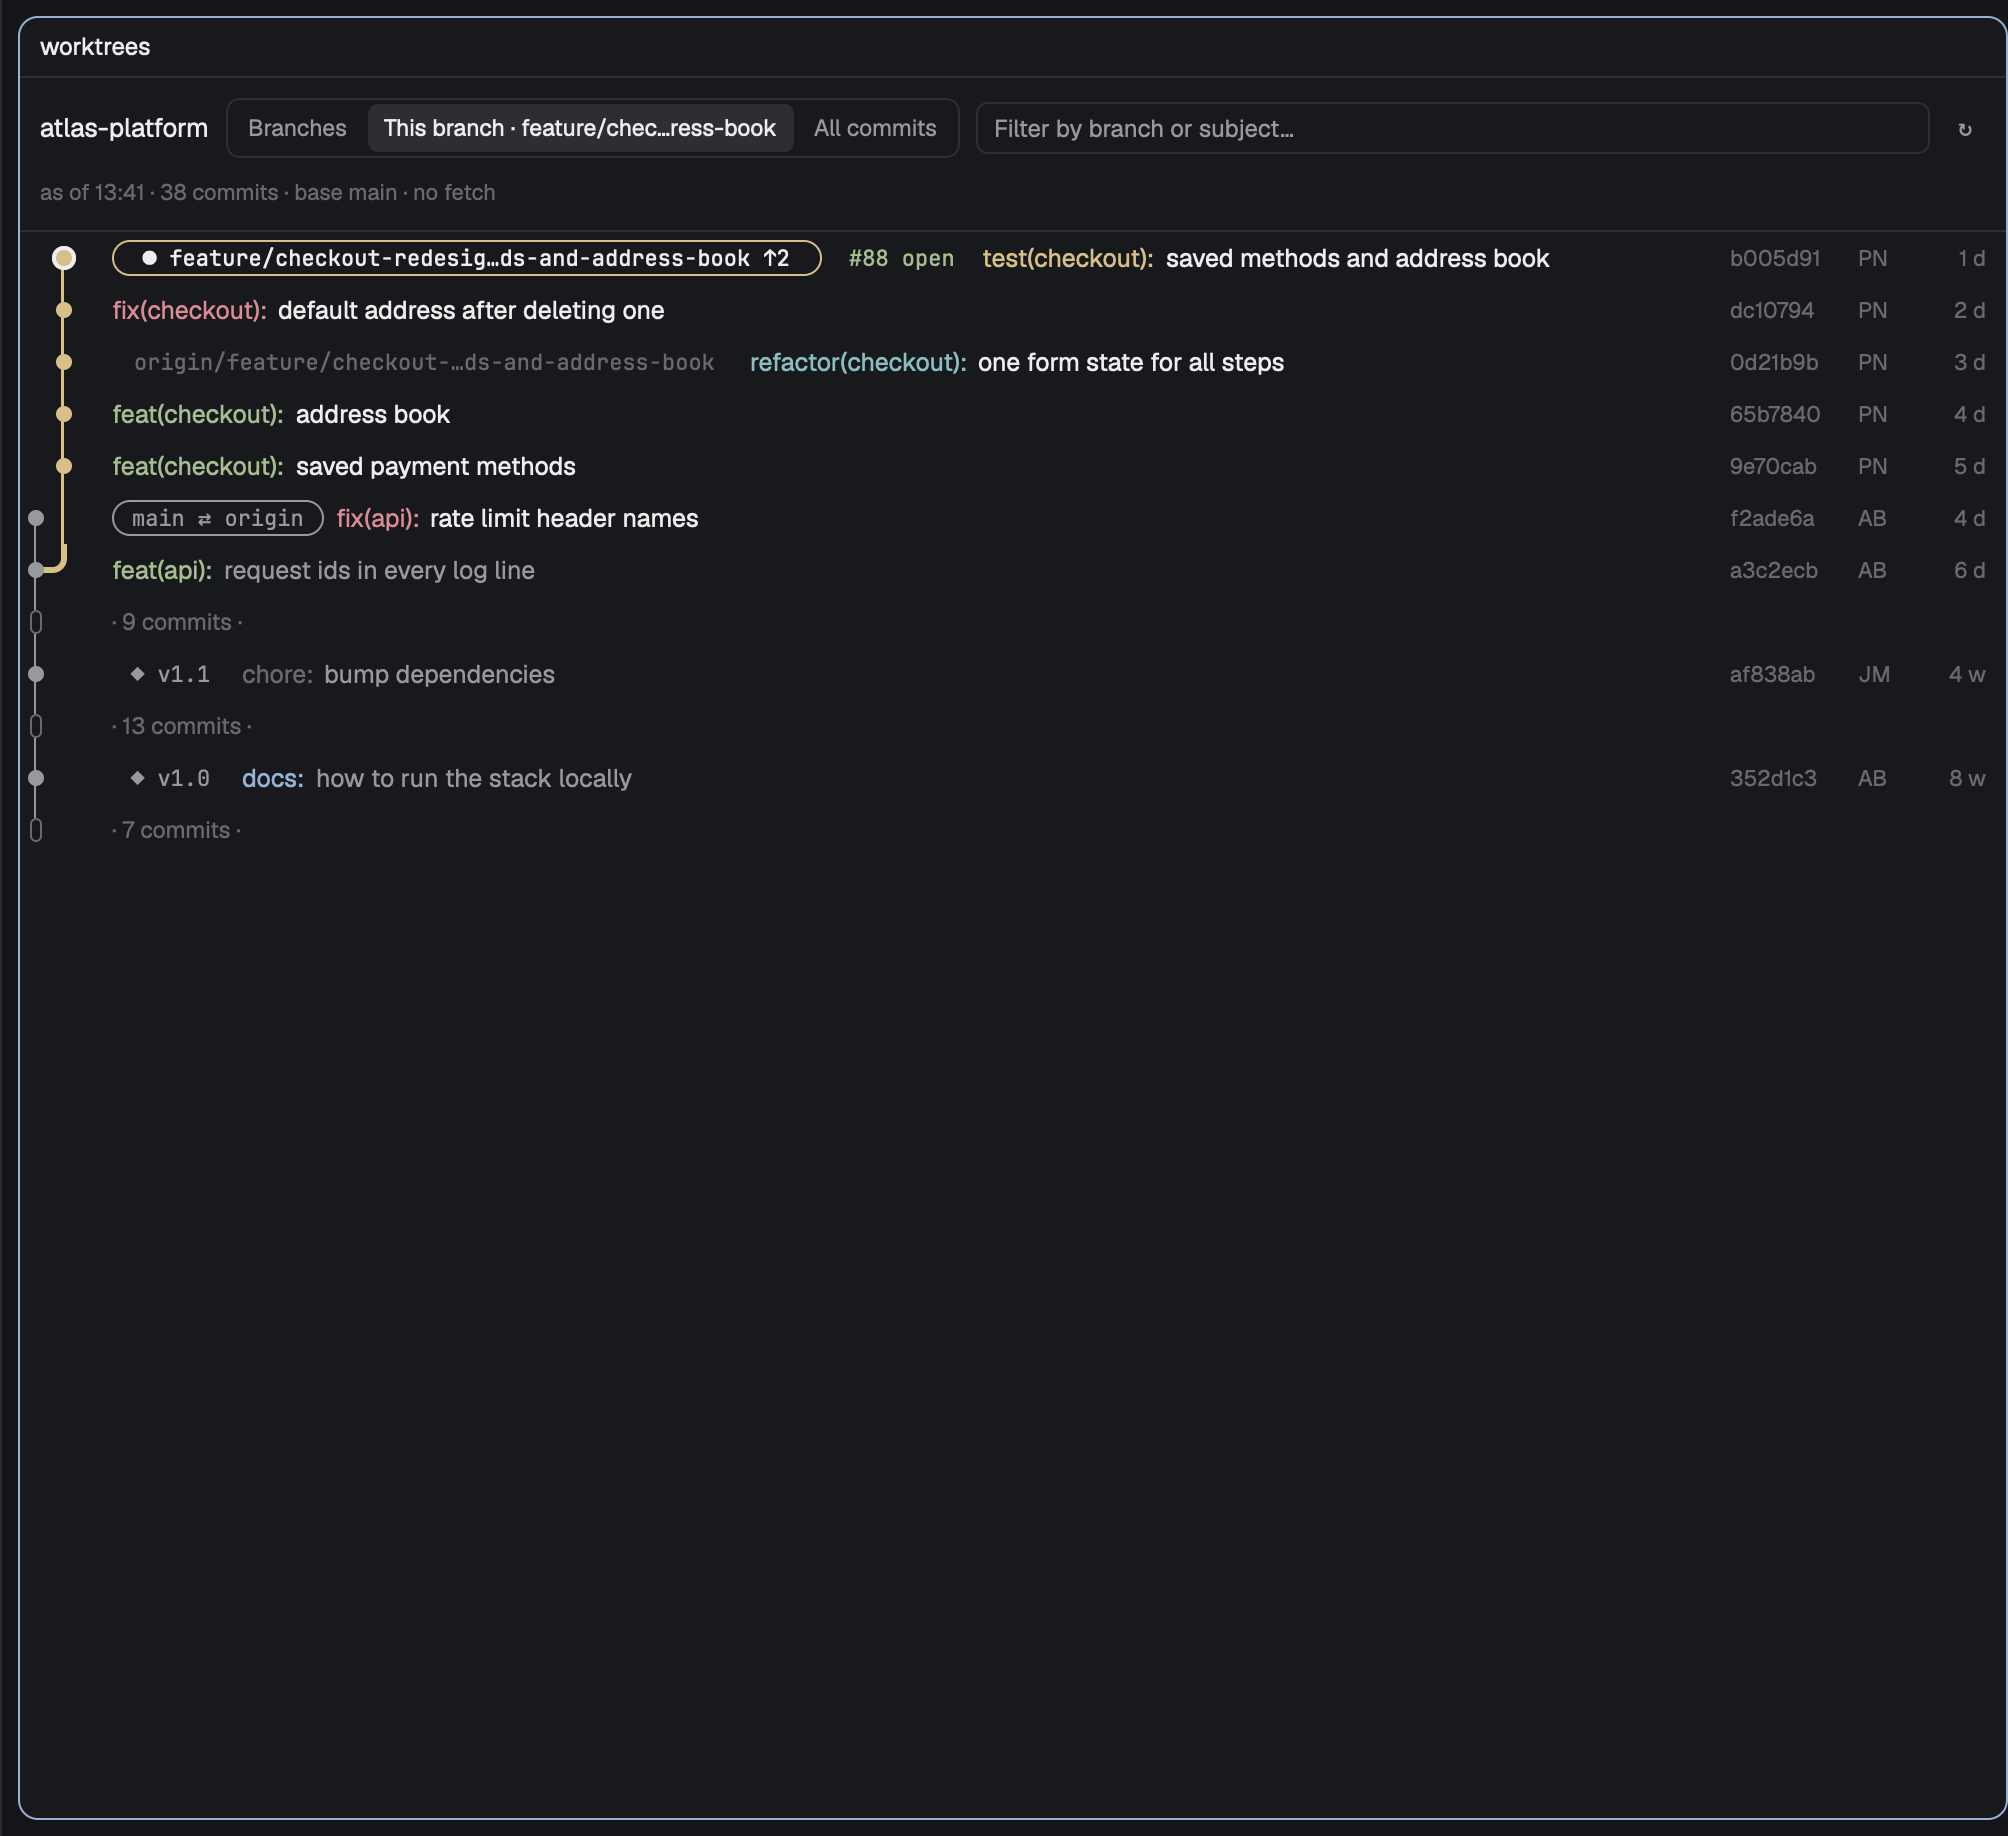 worktrees
atlas-platform Branches This branch · feature/chec…ress-book All commits Filter by branch or subject… ↻
as of 13:41 · 38 commits · base main · no fetch
● feature/checkout-redesig…ds-and-address-book ↑2 #88 open test(checkout): saved methods and address book b005d91 PN 1 d
fix(checkout): default address after deleting one dc10794 PN 2 d
origin/feature/checkout-…ds-and-address-book refactor(checkout): one form state for all steps 0d21b9b PN 3 d
feat(checkout): address book 65b7840 PN 4 d
feat(checkout): saved payment methods 9e70cab PN 5 d
main ⇄ origin fix(api): rate limit header names f2ade6a AB 4 d
feat(api): request ids in every log line a3c2ecb AB 6 d
· 9 commits ·
◆ v1.1 chore: bump dependencies af838ab JM 4 w
· 13 commits ·
◆ v1.0 docs: how to run the stack locally 352d1c3 AB 8 w
· 7 commits ·